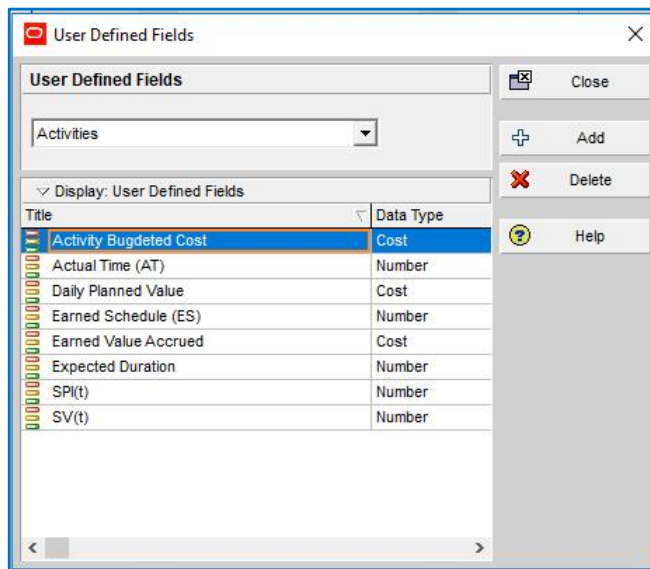 User Defined Fields
User Defined Fields
Close
Activities
Add
Delete
Display: User Defined Fields
Title Data Type
Help
Activity Bugdeted Cost Cost
Actual Time (AT) Number
Daily Planned Value Cost
Earned Schedule (ES) Number
Earned Value Accrued Cost
Expected Duration Number
SPI(t) Number
SV(t) Number